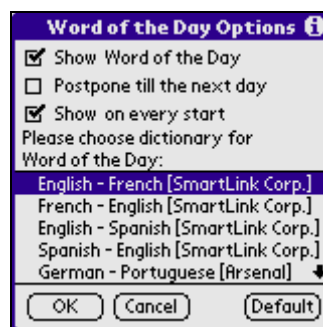 Word of the Day Options
Show Word of the Day
Postpone till the next day
Show on every start
Please choose dictionary for
Word of the Day:
English - French [SmartLink Corp.]
French - English [SmartLink Corp.]
English - Spanish [SmartLink Corp.]
Spanish - English [SmartLink Corp.]
German - Portuguese [Arsenal]
OK Cancel Default